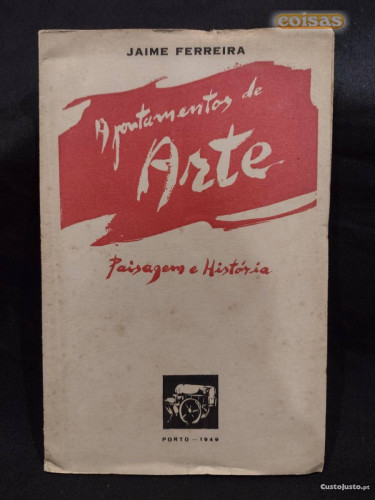 coisas
JAIME FERREIRA
Apontamentos de
Arte
Paisagem e História
PORTO — 1949
CustoJusto.pt